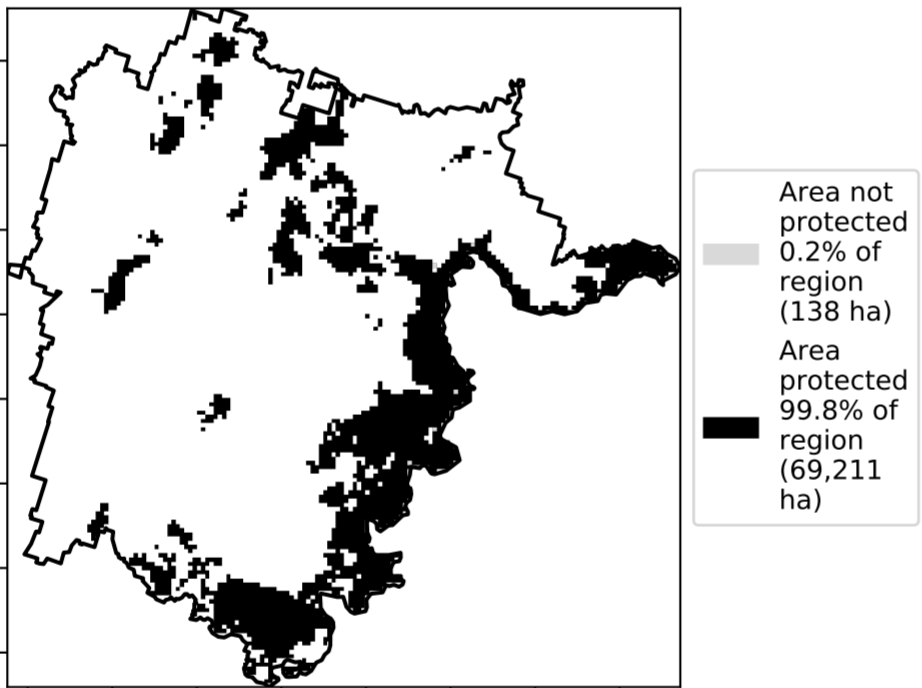 Area not
protected
0.2% of
region
(138 ha)
Area
protected
99.8% of
region
(69,211
ha)